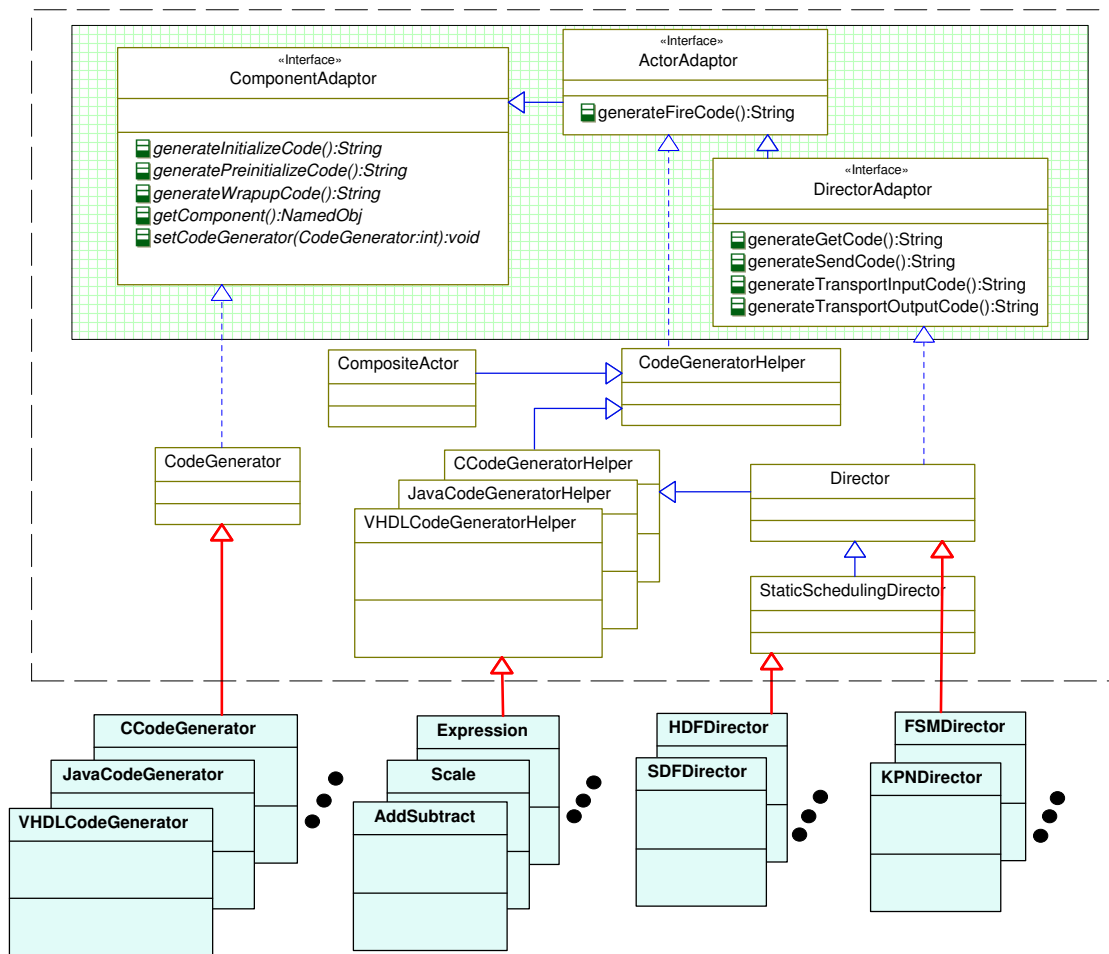 «Interface»
ComponentAdaptor
generateInitializeCode():String
generatePreinitializeCode():String
generateWrapupCode():String
getComponent():NamedObj
setCodeGenerator(CodeGenerator:int):void
«Interface»
ActorAdaptor
generateFireCode():String
«Interface»
DirectorAdaptor
generateGetCode():String
generateSendCode():String
generateTransportInputCode():String
generateTransportOutputCode():String
CompositeActor
CodeGeneratorHelper
CodeGenerator
CCodeGeneratorHelper
JavaCodeGeneratorHelper
VHDLCodeGeneratorHelper
Director
StaticSchedulingDirector
CCodeGenerator
JavaCodeGenerator
VHDLCodeGenerator
Expression
Scale
AddSubtract
HDFDirector
SDFDirector
FSMDirector
KPNDirector